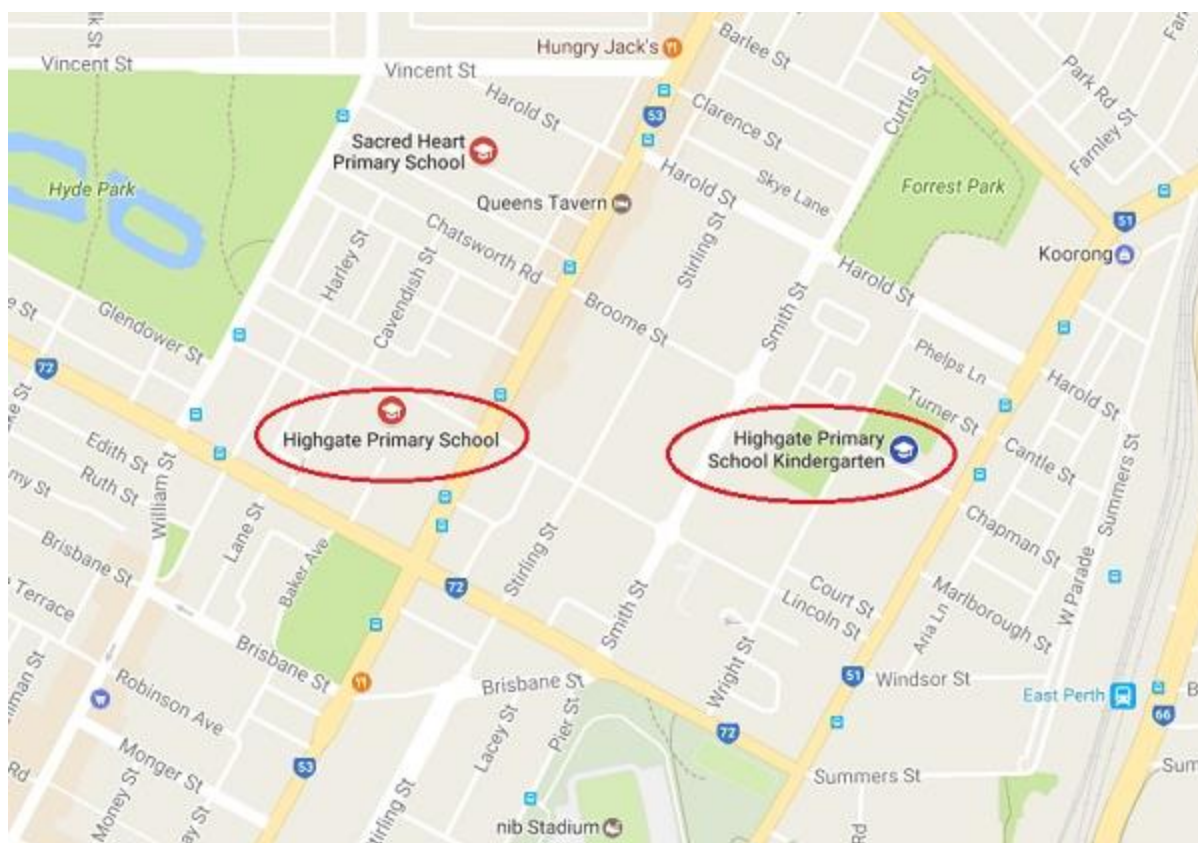 Vincent St
Vincent St
Hungry Jack's
Barlee St
Curtis St
Park Rd
Farnley St
Harold St
53
Clarence St
Sacred Heart
Primary School
Skye Lane
Hyde Park
Queens Tavern
Harold St
Forrest Park
51
Koorong
Chatsworth Rd
Stirling St
Harley St
Cavendish St
Harold St
Glendower St
Broome St
Smith St
72
Phelps Ln
Harold St
Turner St
Highgate Primary School
Highgate Primary
School Kindergarten
Edith St
Ruth St
Cantle St
Summers St
William St
Lane St
Baker Ave
Stirling St
Chapman St
Brisbane St
72
Smith St
Court St
Lincoln St
Marlborough St
W Parade
Terrace
Aria Ln
Brisbane St
Brisbane St
Wright St
51
Windsor St
East Perth
Robinson Ave
Lacey St
Pier St
72
66
Monger St
53
Summers St
Money St
nib Stadium
Rd
Rd